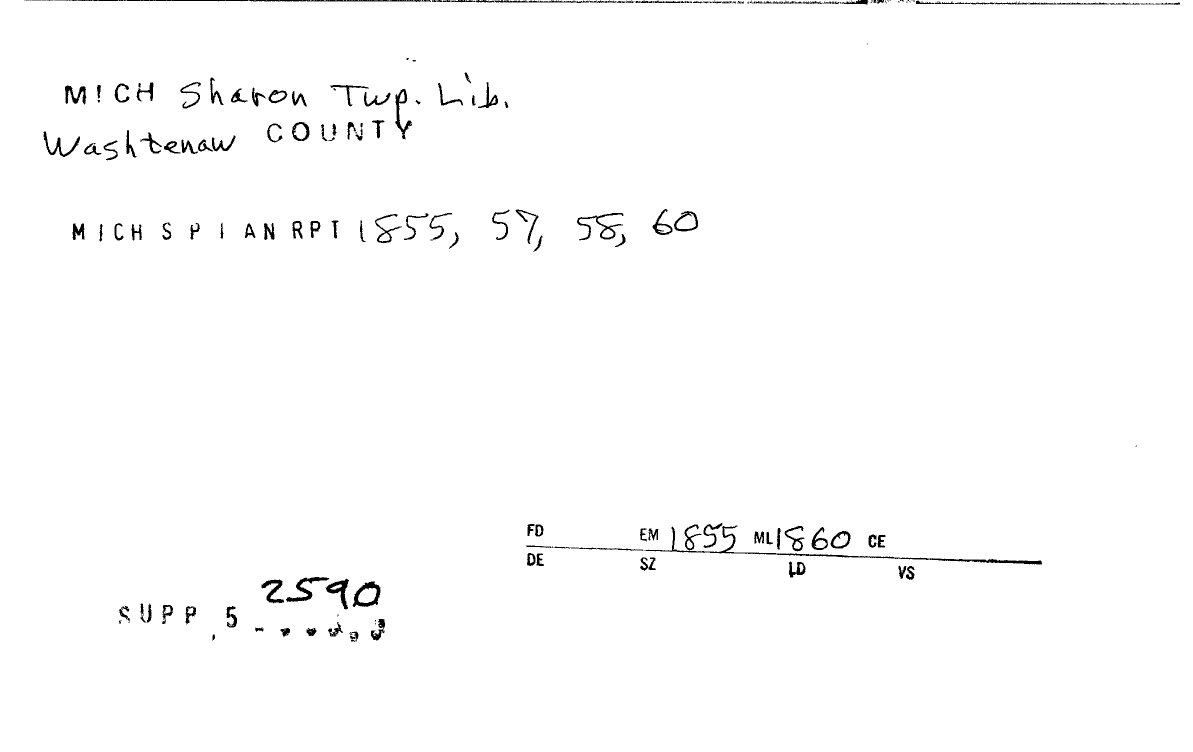 MICH Sharon Twp. Lib.
Washtenaw COUNTY
MICH S P I AN RPT 1855, 57, 58, 60
FD EM 1855 ML 1860 CE
DE SZ LD VS
2590
SUPP. 5